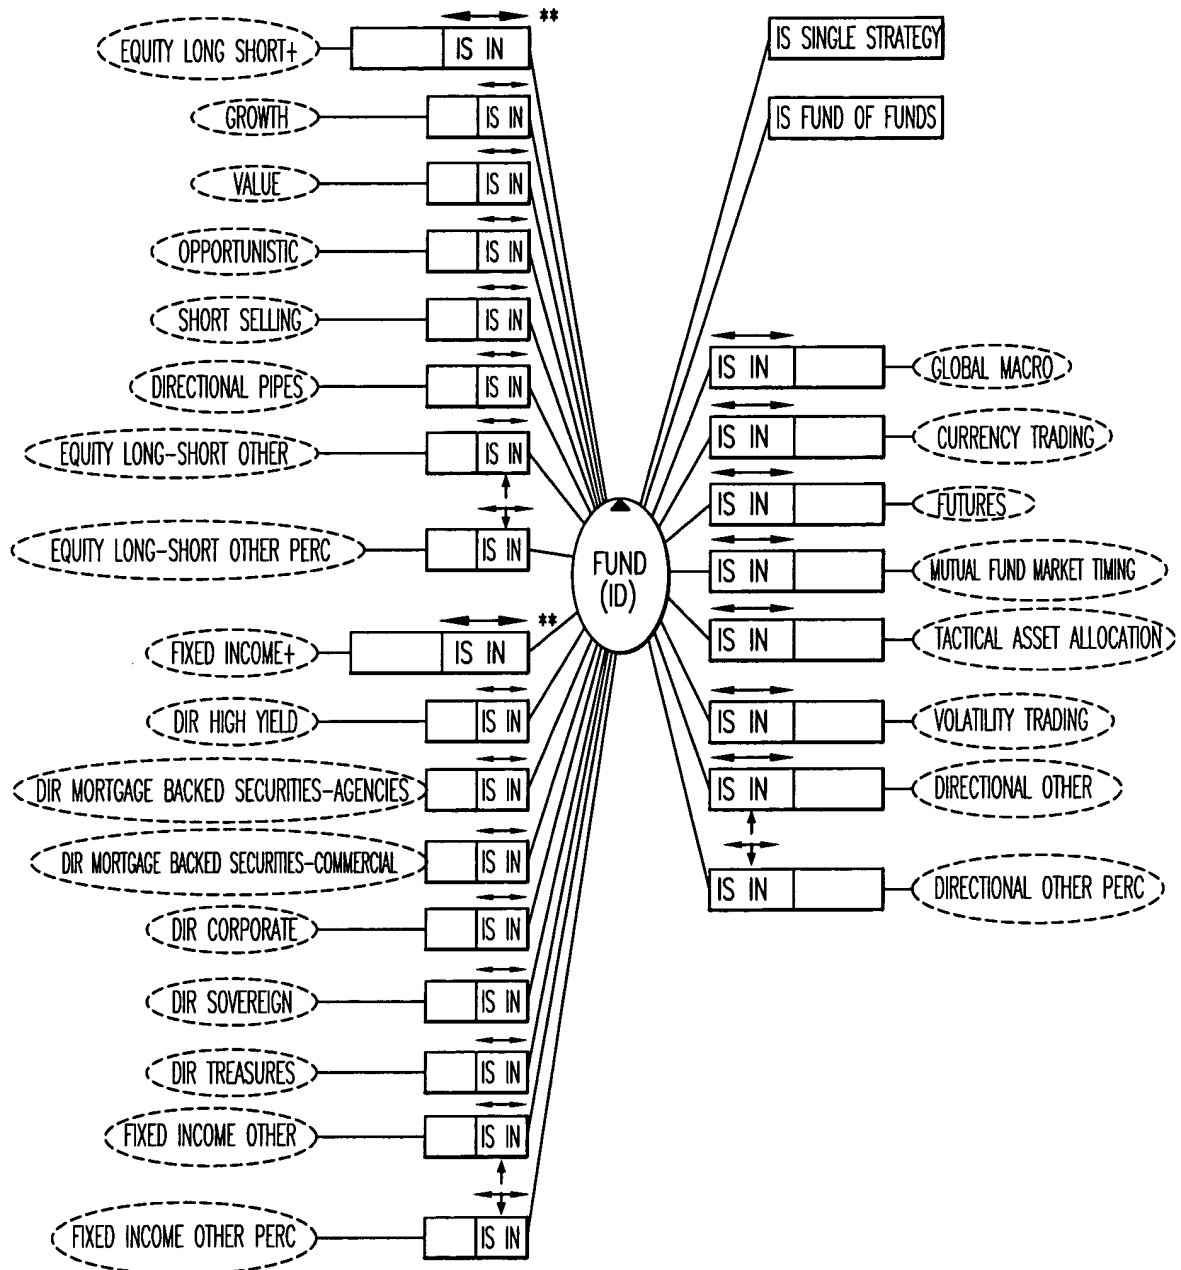 **
EQUITY LONG SHORT+ IS IN
GROWTH IS IN
VALUE IS IN
OPPORTUNISTIC IS IN
SHORT SELLING IS IN
DIRECTIONAL PIPES IS IN
EQUITY LONG-SHORT OTHER IS IN
EQUITY LONG-SHORT OTHER PERC IS IN
**
FIXED INCOME+ IS IN
DIR HIGH YIELD IS IN
DIR MORTGAGE BACKED SECURITIES-AGENCIES IS IN
DIR MORTGAGE BACKED SECURITIES-COMMERCIAL IS IN
DIR CORPORATE IS IN
DIR SOVEREIGN IS IN
DIR TREASURES IS IN
FIXED INCOME OTHER IS IN
FIXED INCOME OTHER PERC IS IN
FUND
(ID)
IS SINGLE STRATEGY
IS FUND OF FUNDS
IS IN GLOBAL MACRO
IS IN CURRENCY TRADING
IS IN FUTURES
IS IN MUTUAL FUND MARKET TIMING
IS IN TACTICAL ASSET ALLOCATION
IS IN VOLATILITY TRADING
IS IN DIRECTIONAL OTHER
IS IN DIRECTIONAL OTHER PERC